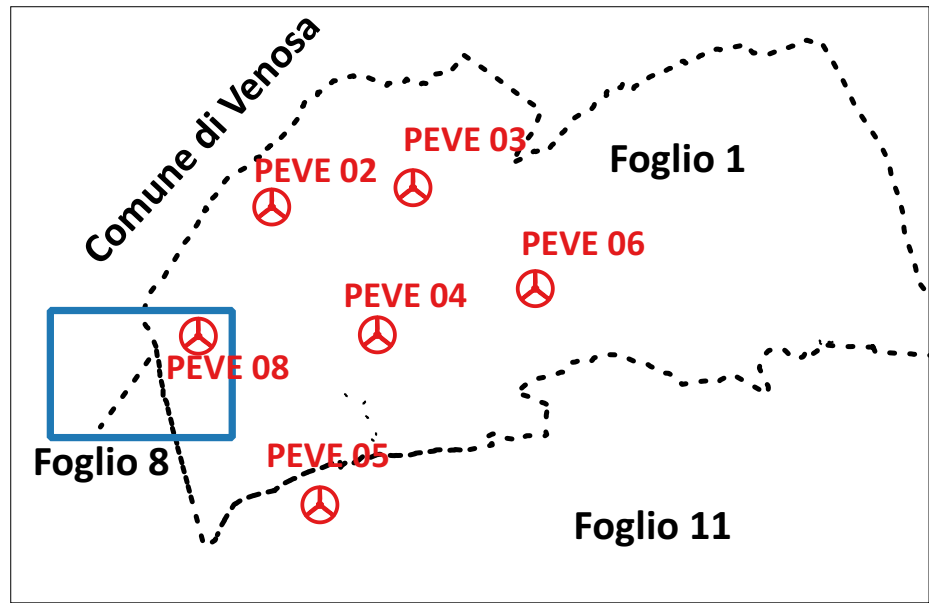 Comune di Venosa
PEVE 03
PEVE 02
Foglio 1
PEVE 06
PEVE 04
PEVE 08
PEVE 05
Foglio 8
Foglio 11